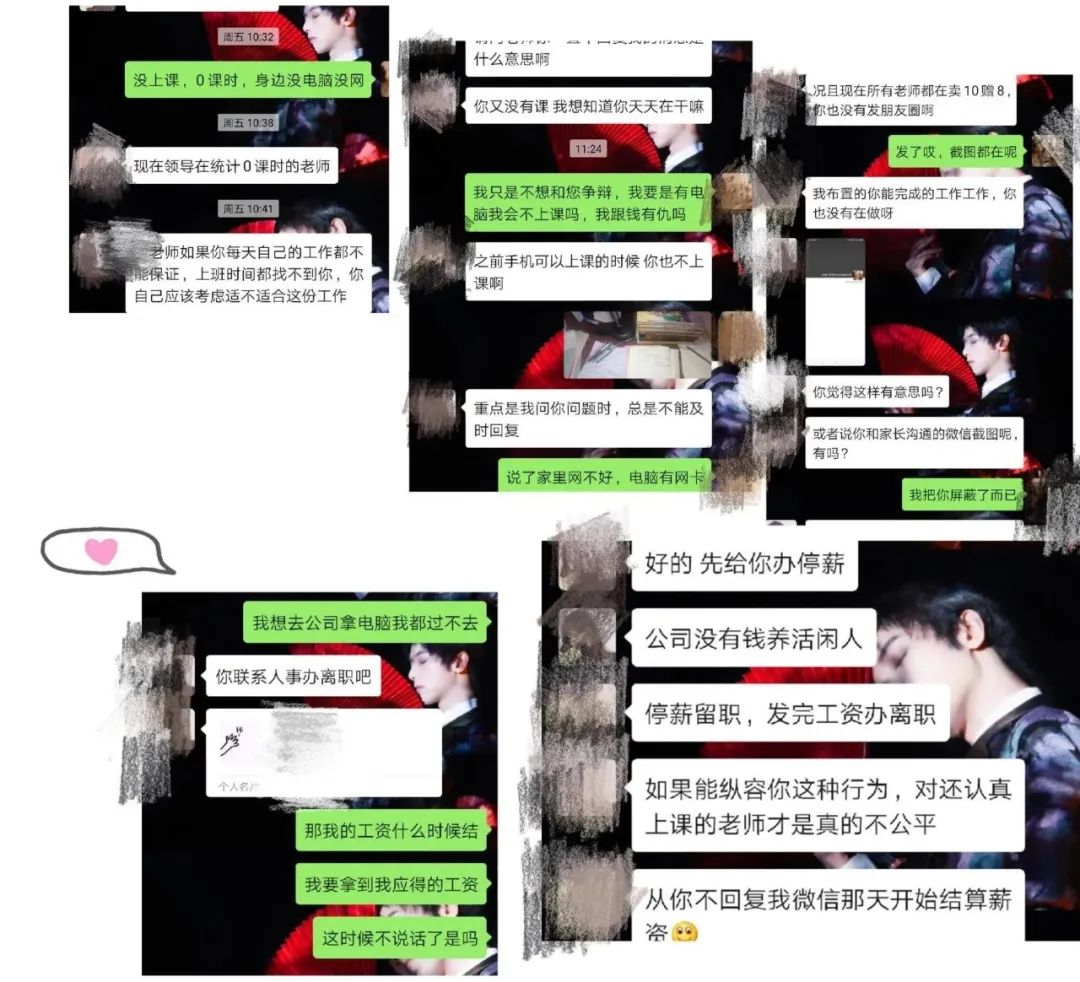 周五 10:32
没上课，0课时，身边没电脑没网
周五 10:38
现在领导在统计0课时的老师
周五 10:41
老师如果你每天自己的工作都不
能保证，上班时间都找不到你，你
自己应该考虑适不适合这份工作
什么意思啊
你又没有课 我想知道你天天在干嘛
11:24
我只是不想和您争辩，我要是有电
脑我会不上课吗，我跟钱有仇吗
之前手机可以上课的时候 你也不上
课啊
重点是我问你问题时，总是不能及
时回复
说了家里网不好，电脑有网卡
况且现在所有老师都在卖10赠8，
你也没有发朋友圈啊
发了哎，截图都在呢
我布置的你能完成的工作工作，你
也没有在做呀
你觉得这样有意思吗？
或者说你和家长沟通的微信截图呢，
有吗？
我把你屏蔽了而已
我想去公司拿电脑我都过不去
你联系人事办离职吧
个人名片
那我的工资什么时候结
我要拿到我应得的工资
这时候不说话了是吗
好的 先给你办停薪
公司没有钱养活闲人
停薪留职，发完工资办离职
如果能纵容你这种行为，对还认真
上课的老师才是真的不公平
从你不回复我微信那天开始结算薪
资